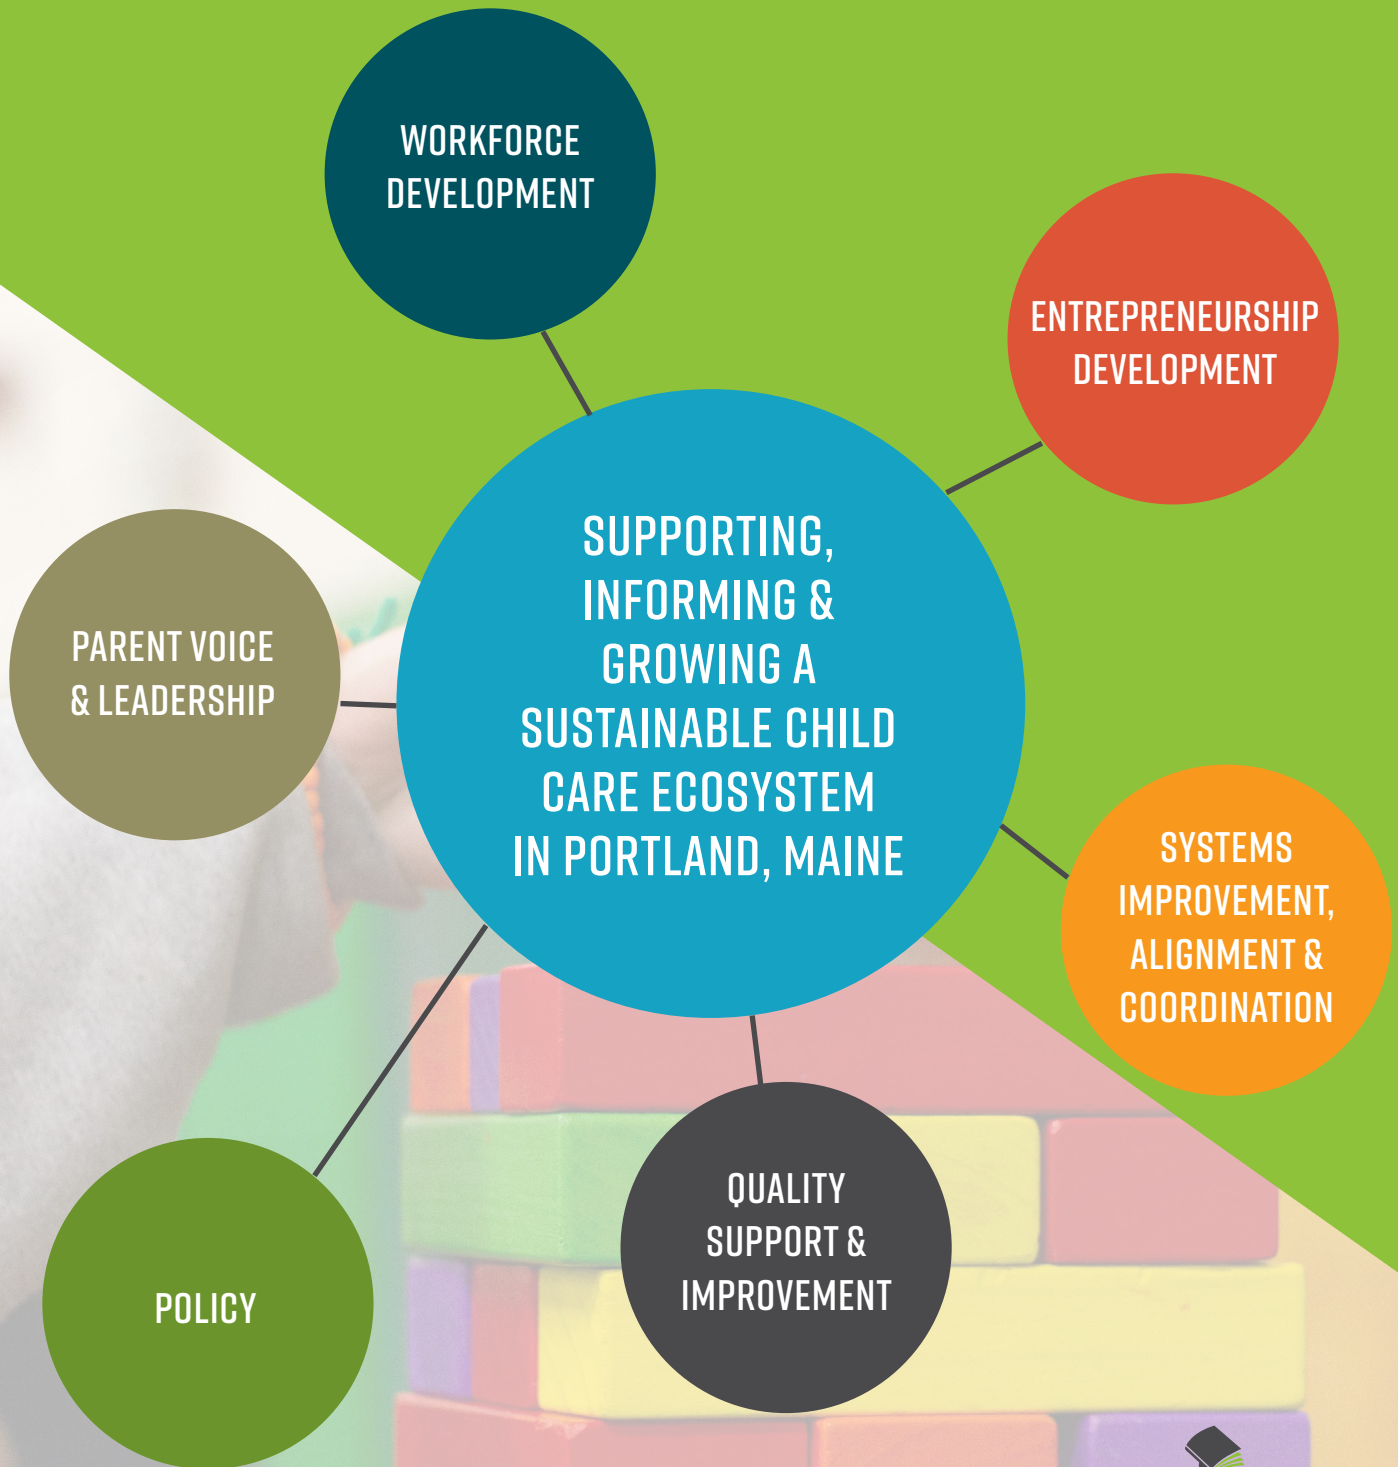 WORKFORCE
DEVELOPMENT
ENTREPRENEURSHIP
DEVELOPMENT
SUPPORTING,
INFORMING &
GROWING A
SUSTAINABLE CHILD
CARE ECOSYSTEM
IN PORTLAND, MAINE
PARENT VOICE
& LEADERSHIP
SYSTEMS
IMPROVEMENT,
ALIGNMENT &
COORDINATION
QUALITY
SUPPORT &
IMPROVEMENT
POLICY